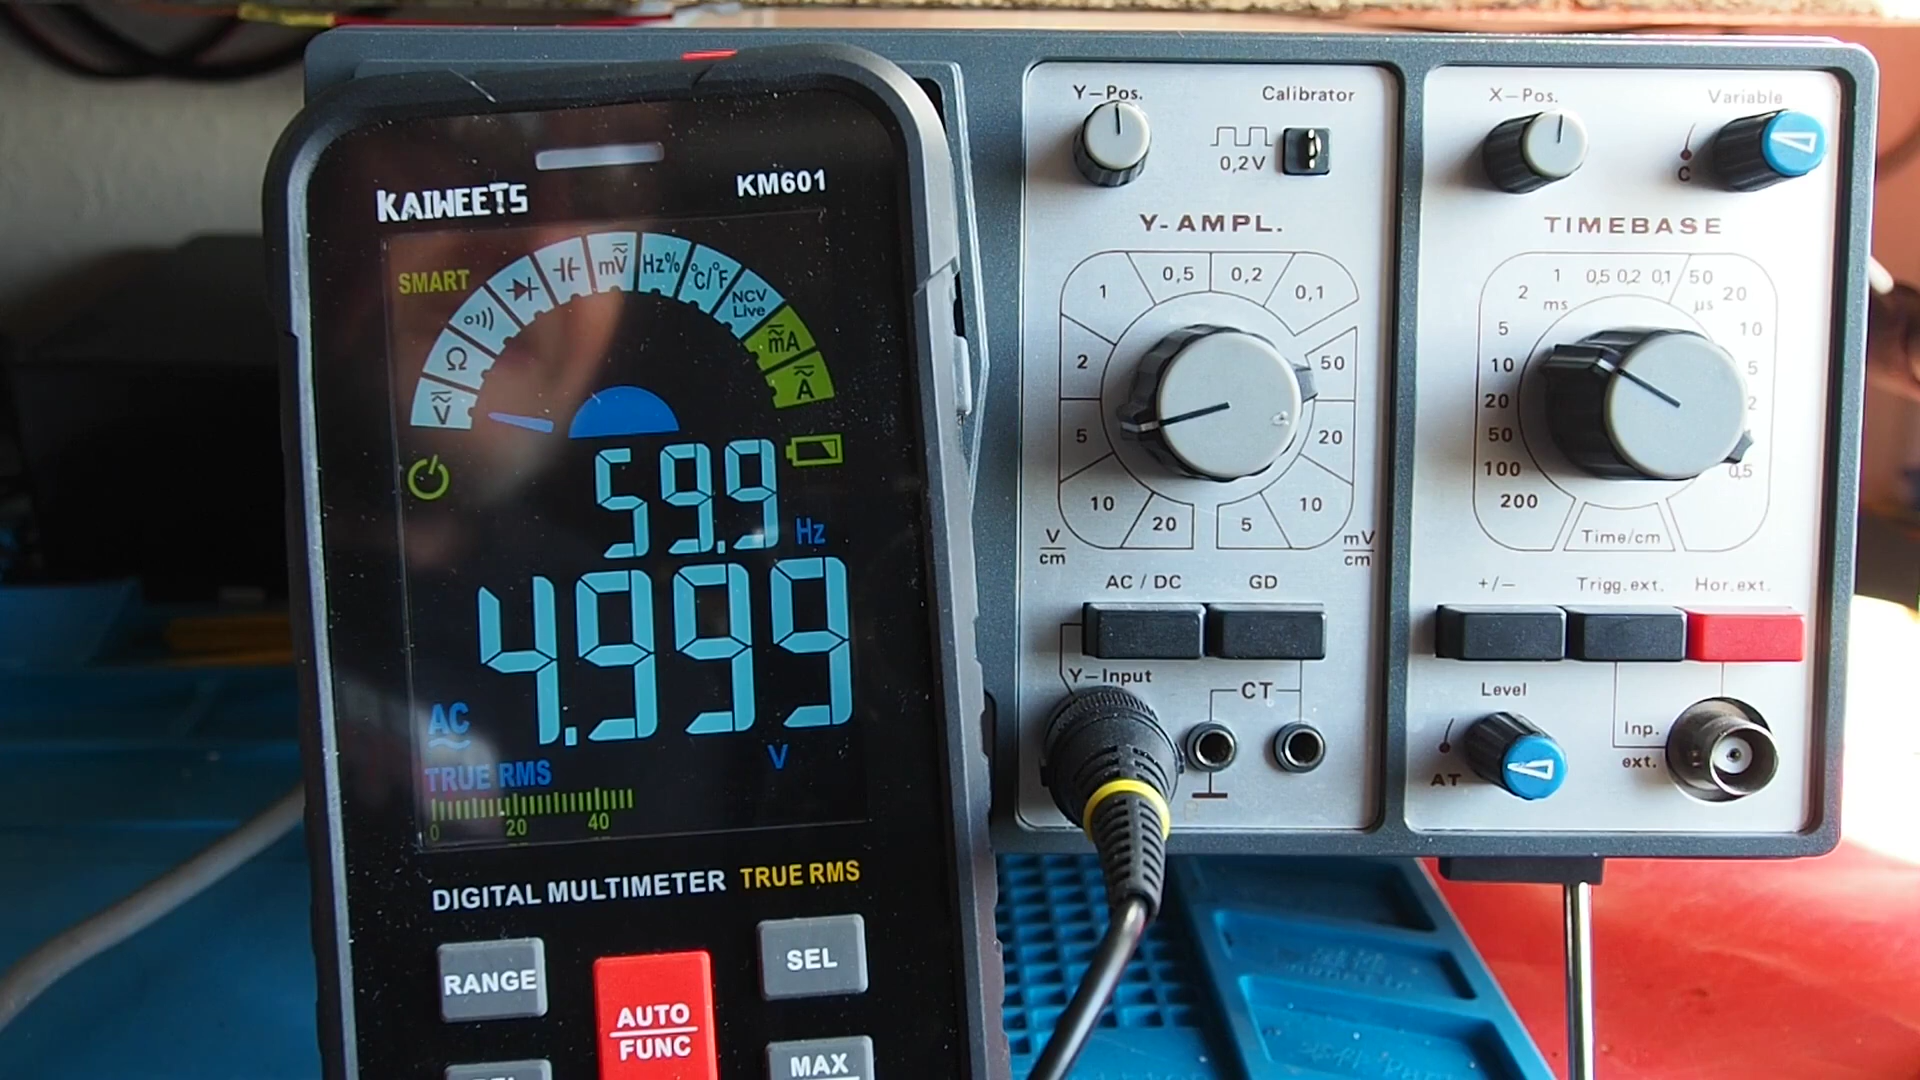 KAIWEETS
KM601
SMART
V
Ω
mV
Hz%
°C/°F
NCV
Live
mA
A
59.9
Hz
4.999
AC
V
TRUE RMS
0 20 40
DIGITAL MULTIMETER TRUE RMS
RANGE
AUTO
FUNC
SEL
MAX
Y-Pos.
Calibrator
0,2V
Y-AMPL.
0,5 0,2
1 0,1
2 50
5 20
10 10
20 5
V
cm
mV
cm
AC / DC
GD
Y-Input
CT
X-Pos.
Variable
C
TIMEBASE
1 0,5 0,2 0,1 50
2 ms µs 20
5 10
10 5
20 2
50
100 0,5
200
Time/cm
+/-
Trigg.ext.
Hor.ext.
Level
AT
Inp.
ext.